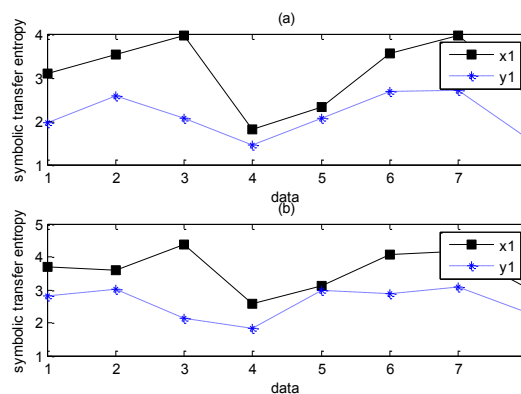 (a)
symbolic transfer entropy
4
3
2
1
x1
y1
1 2 3 4 5 6 7
data
(b)
symbolic transfer entropy
5
4
3
2
1
x1
y1
1 2 3 4 5 6 7
data